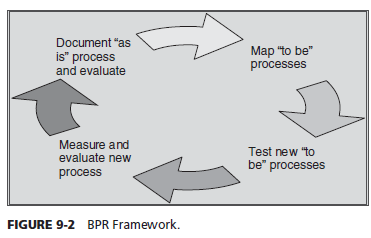 Document “as
is” process
and evaluate
Map “to be”
processes
Test new “to
be” processes
Measure and
evaluate new
process
FIGURE 9-2 BPR Framework.